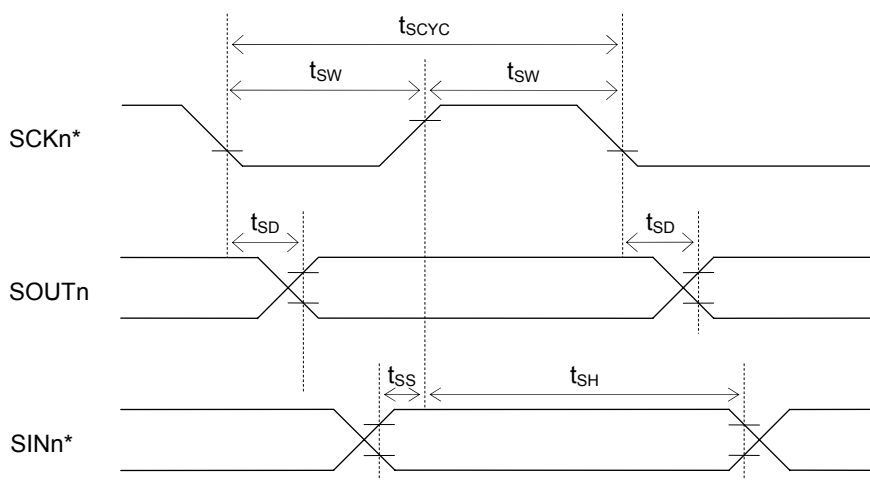 tSCYC
tSW tSW
SCKn*
tSD tSD
SOUTn
tSS tSH
SINn*